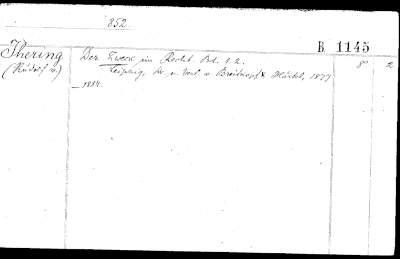 852.
B 1145
Ihering Der Zweck im Recht. Bd. 1. 2. 8° 2
(Rudolf v.) Leipzig, Dr. u. Verl. v. Breitkopf & Härtel, 1877
–1884.